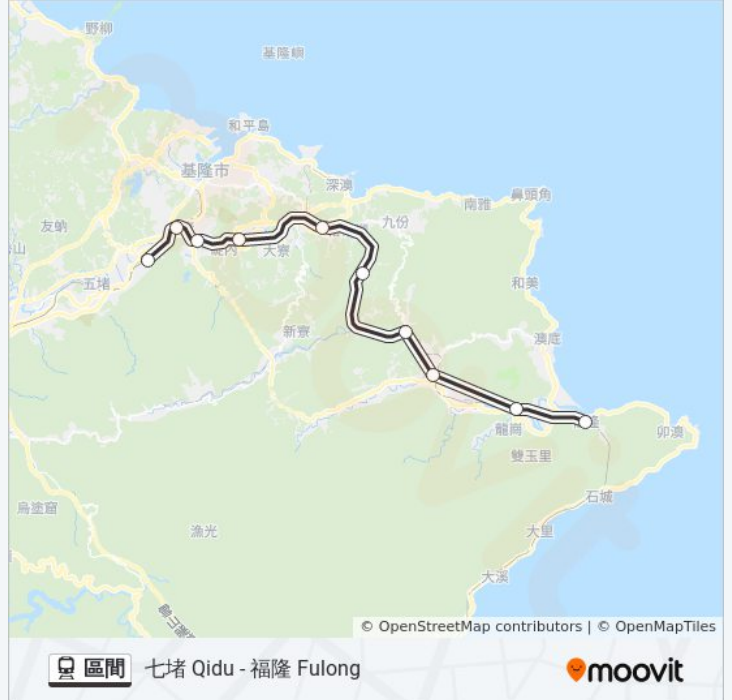 野柳
基隆嶼
和平島
基隆市
深澳
鼻頭角
南雅
九份
友蚋
山
大寮
五堵
和美
新寮
澳底
龍崗
卯澳
雙玉里
石城
烏塗窟
漁光
大里
大溪
© OpenStreetMap contributors | © OpenMapTiles
區間 七堵 Qidu - 福隆 Fulong
moovit